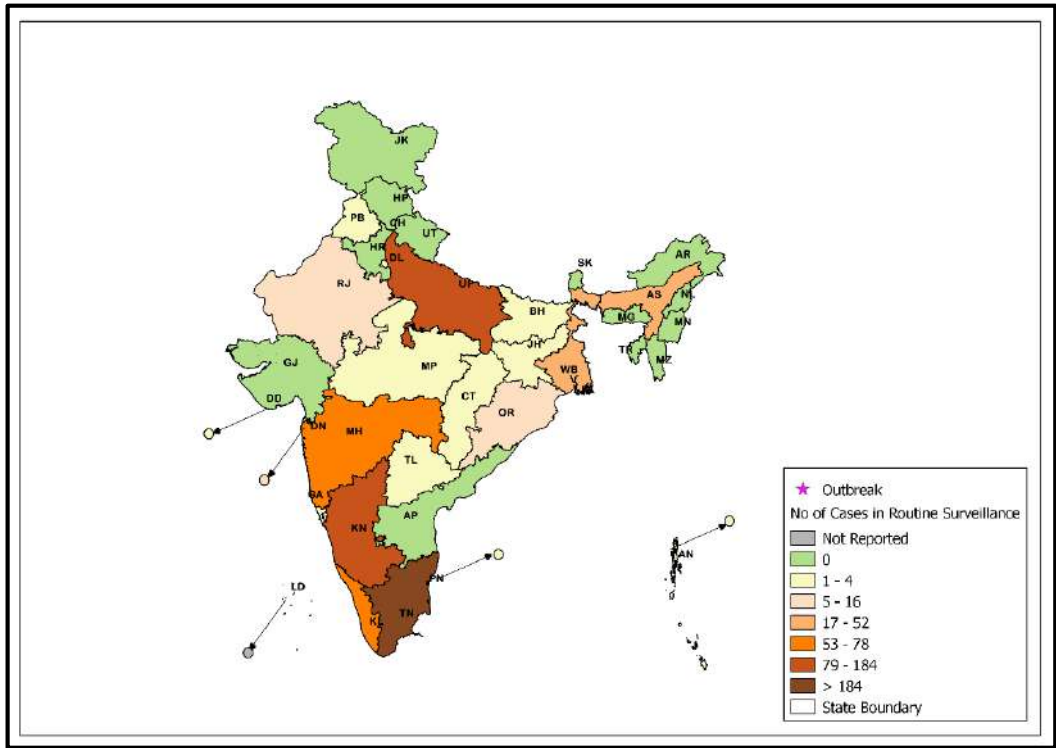 JK
HP
PB
CH
UT
HR
DL
SK
AR
RJ
UP
AS
NL
BH
MG
MN
JH
TR
MZ
GJ
MP
WB
DD
CT
OR
DN
MH
TL
GA
AP
KN
AN
PN
LD
TN
KL
Outbreak
No of Cases in Routine Surveillance
Not Reported
0
1 - 4
5 - 16
17 - 52
53 - 78
79 - 184
> 184
State Boundary